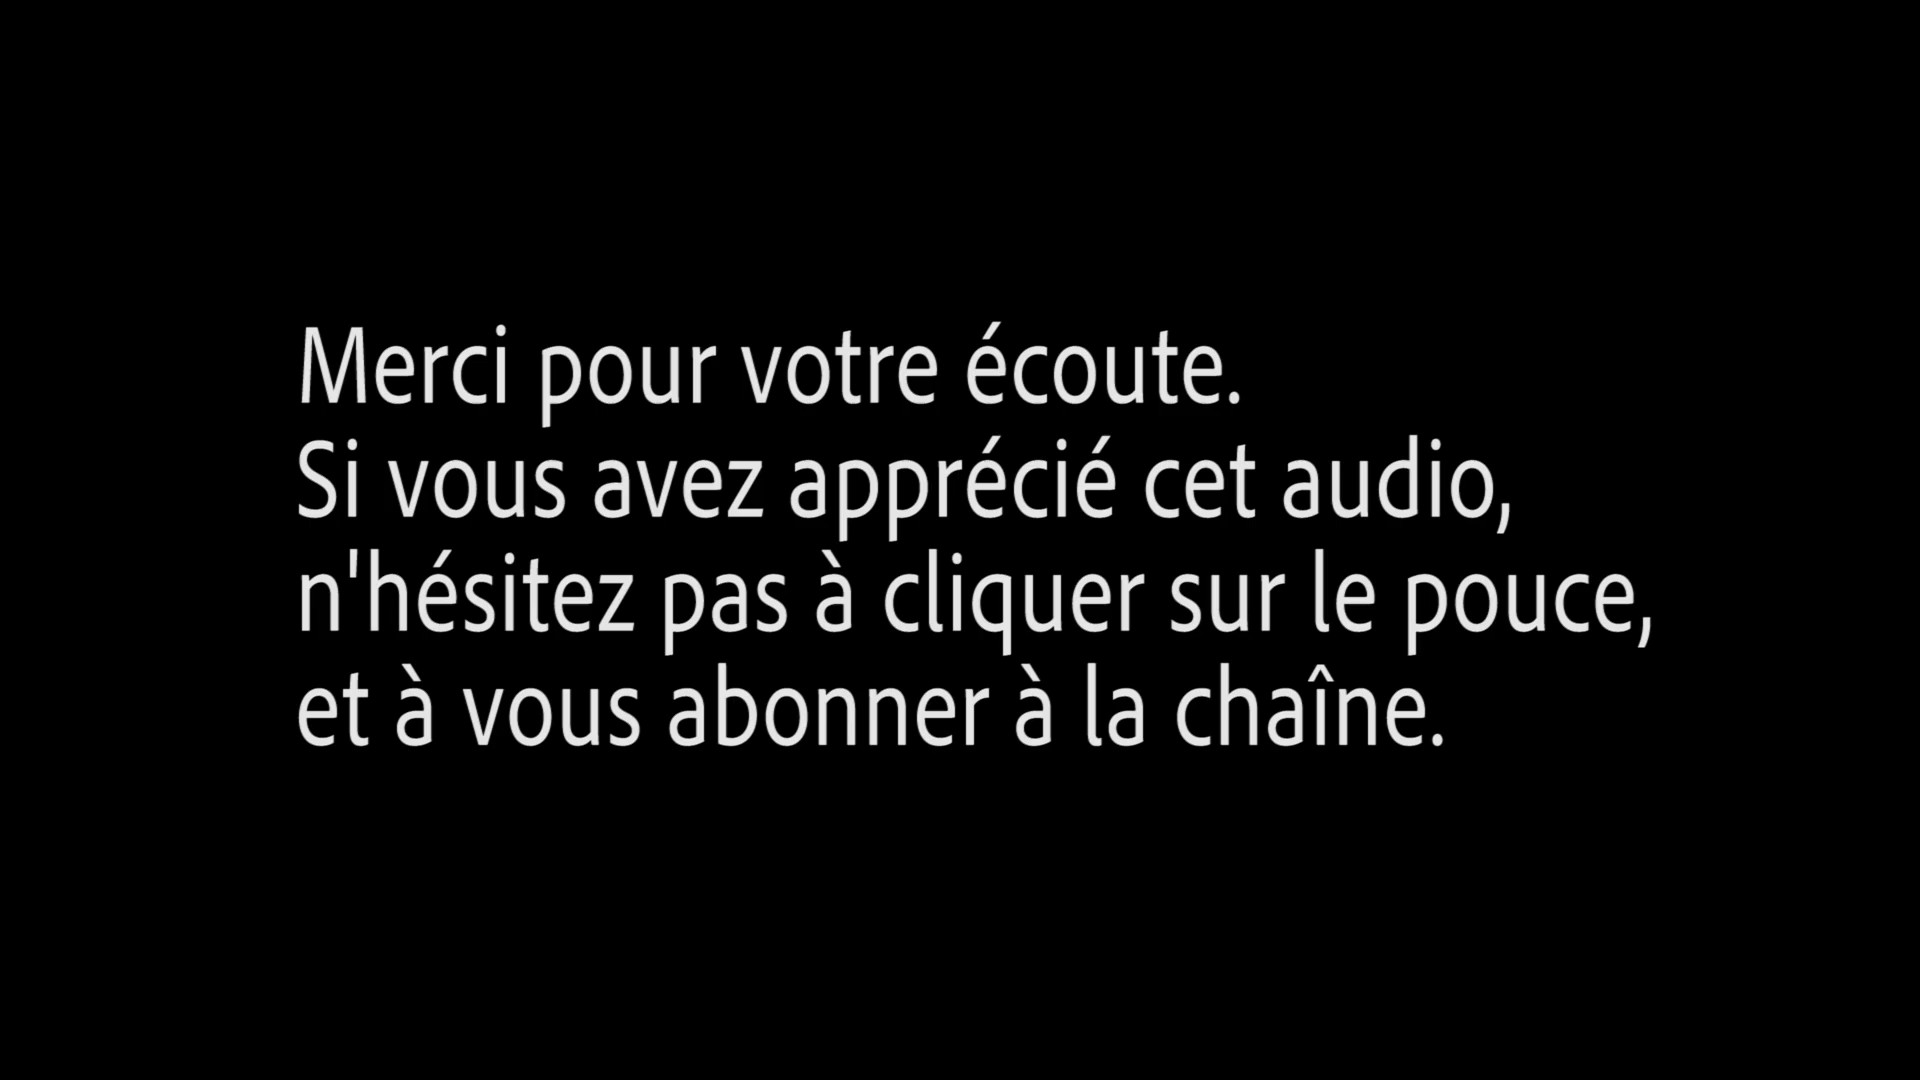 Merci pour votre écoute.
Si vous avez apprécié cet audio,
n'hésitez pas à cliquer sur le pouce,
et à vous abonner à la chaîne.